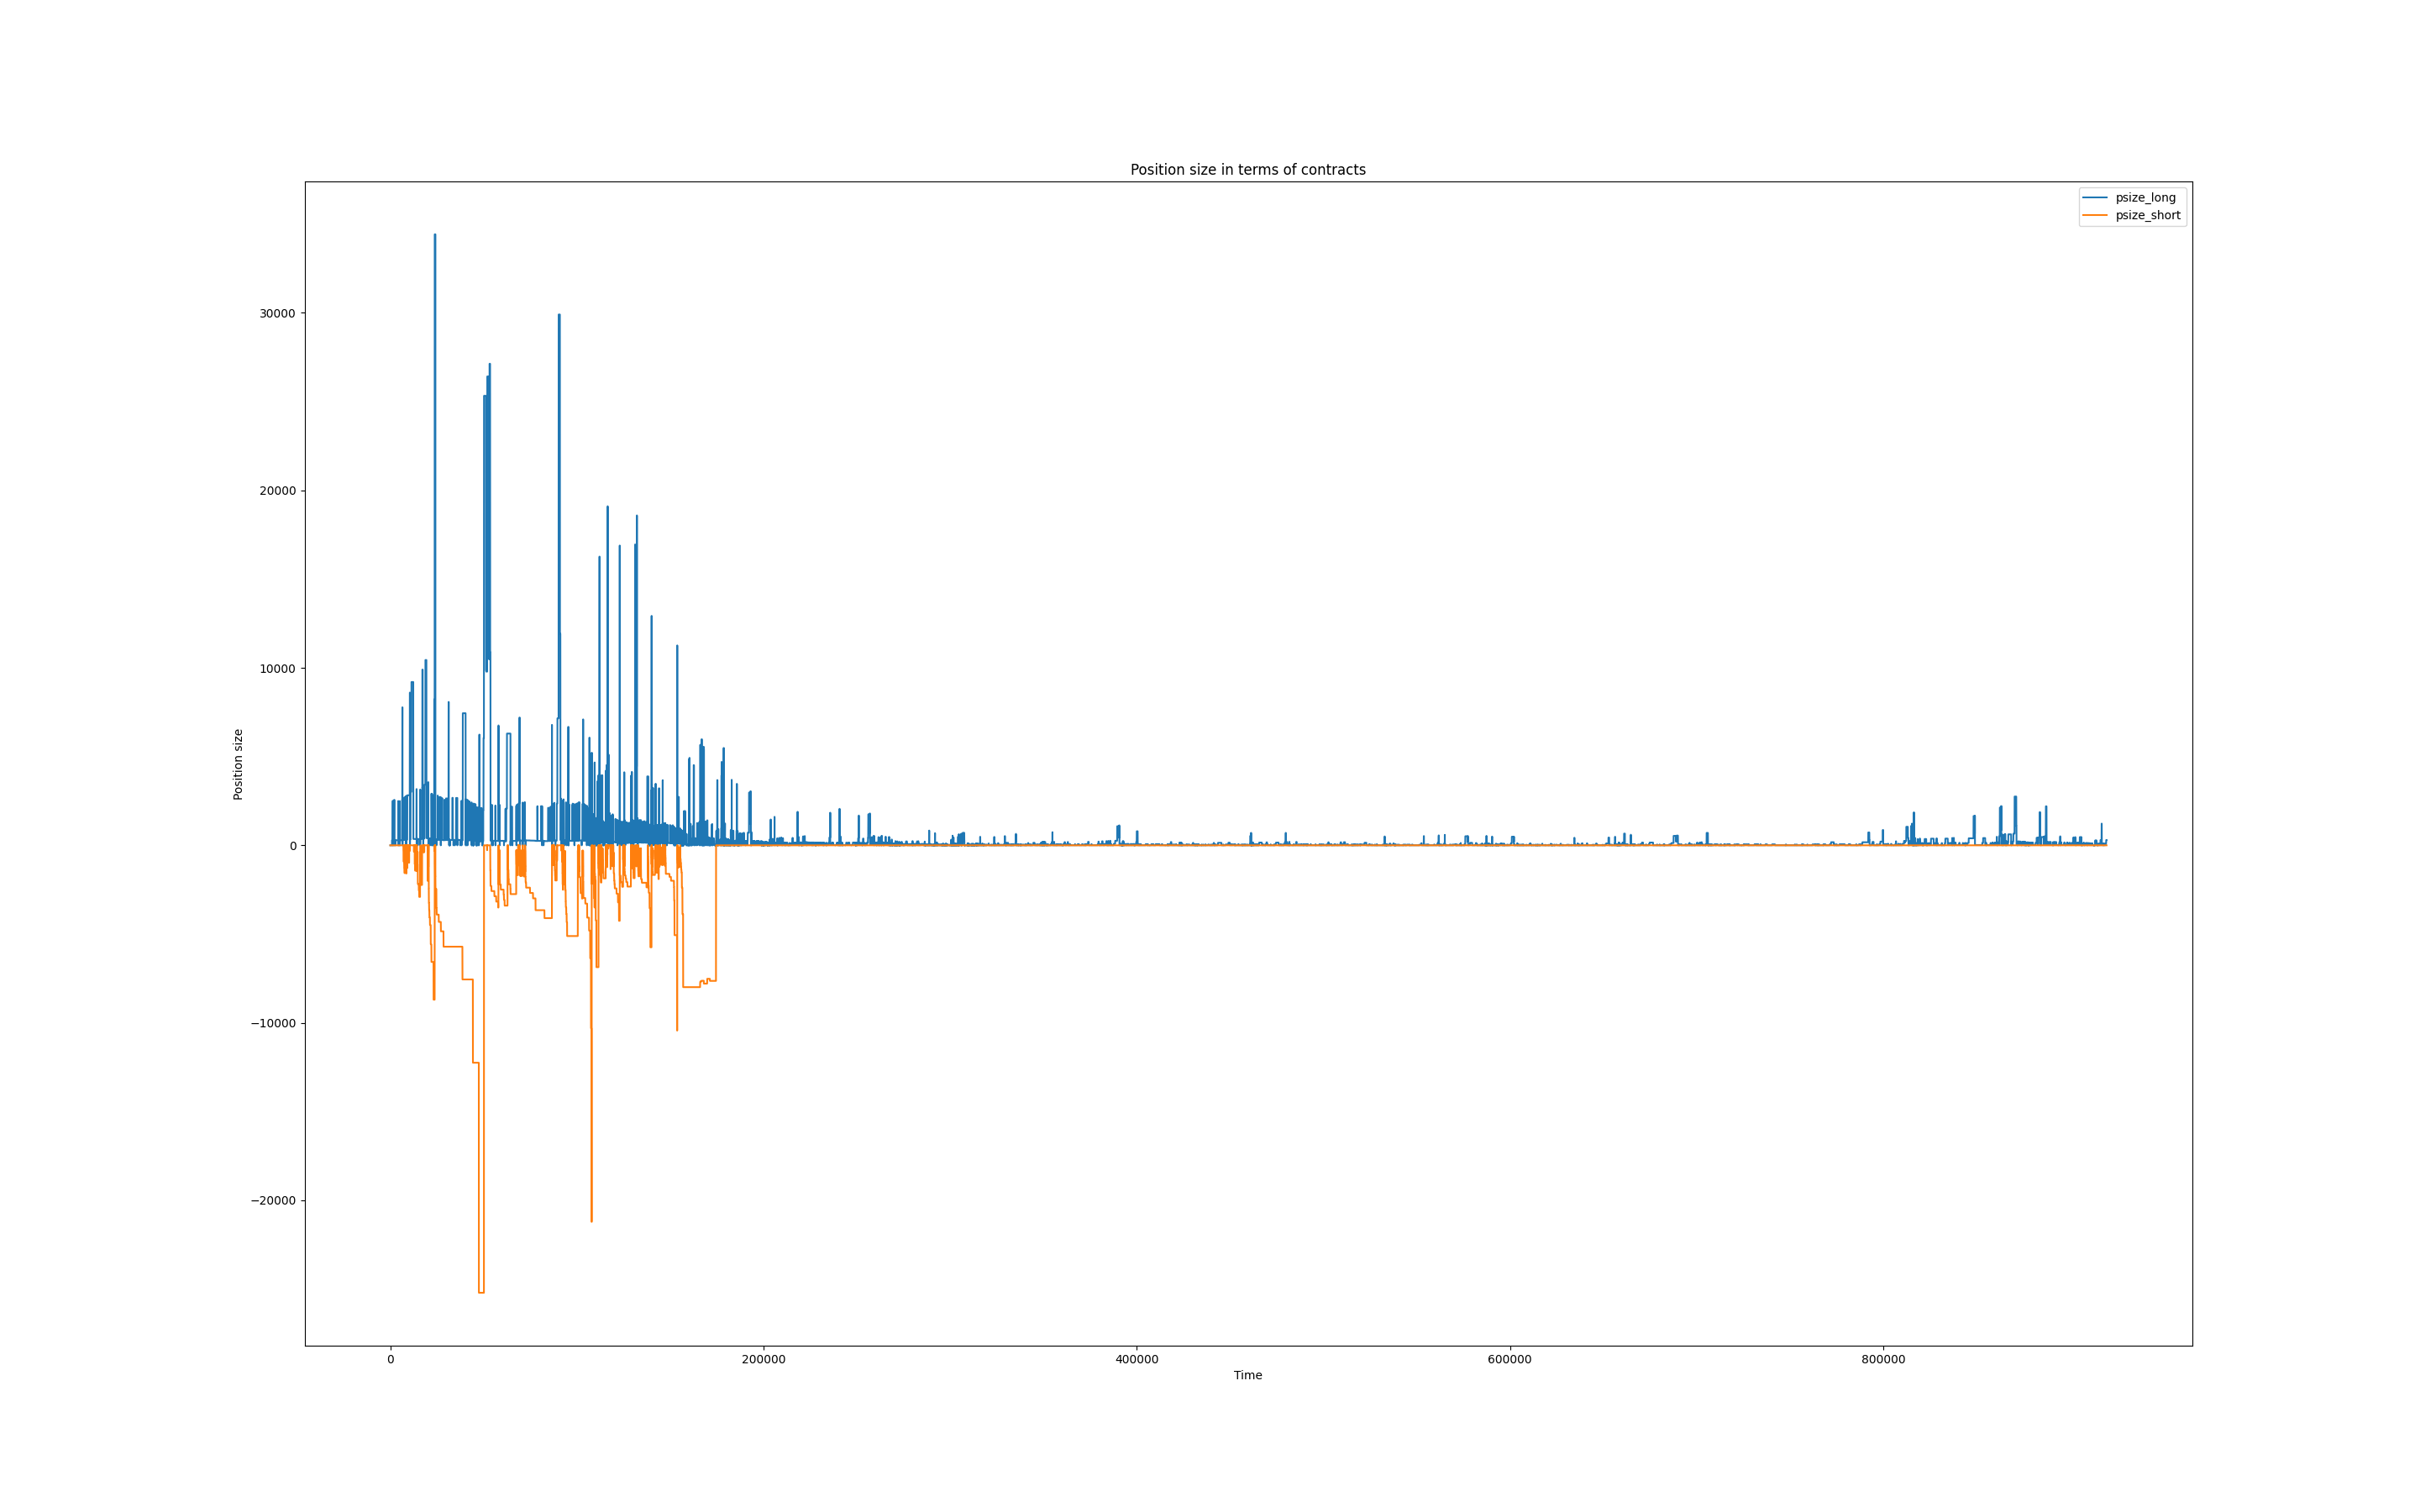 Position size in terms of contracts
psize_long
psize_short
30000
20000
10000
0
−10000
−20000
Position size
0 200000 400000 600000 800000
Time